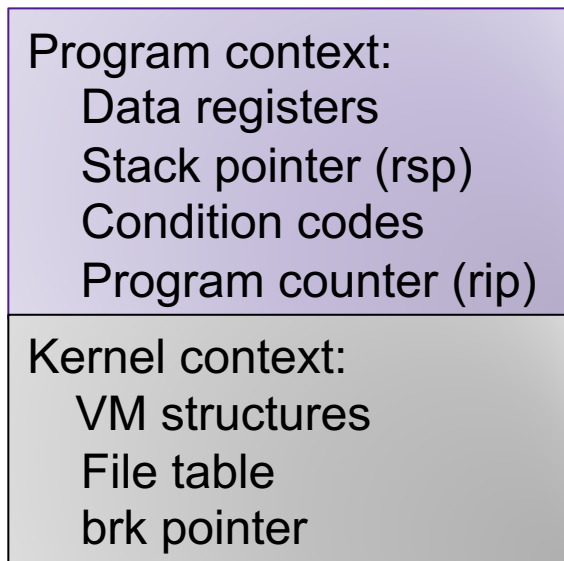 Program context:
Data registers
Stack pointer (rsp)
Condition codes
Program counter (rip)
Kernel context:
VM structures
File table
brk pointer